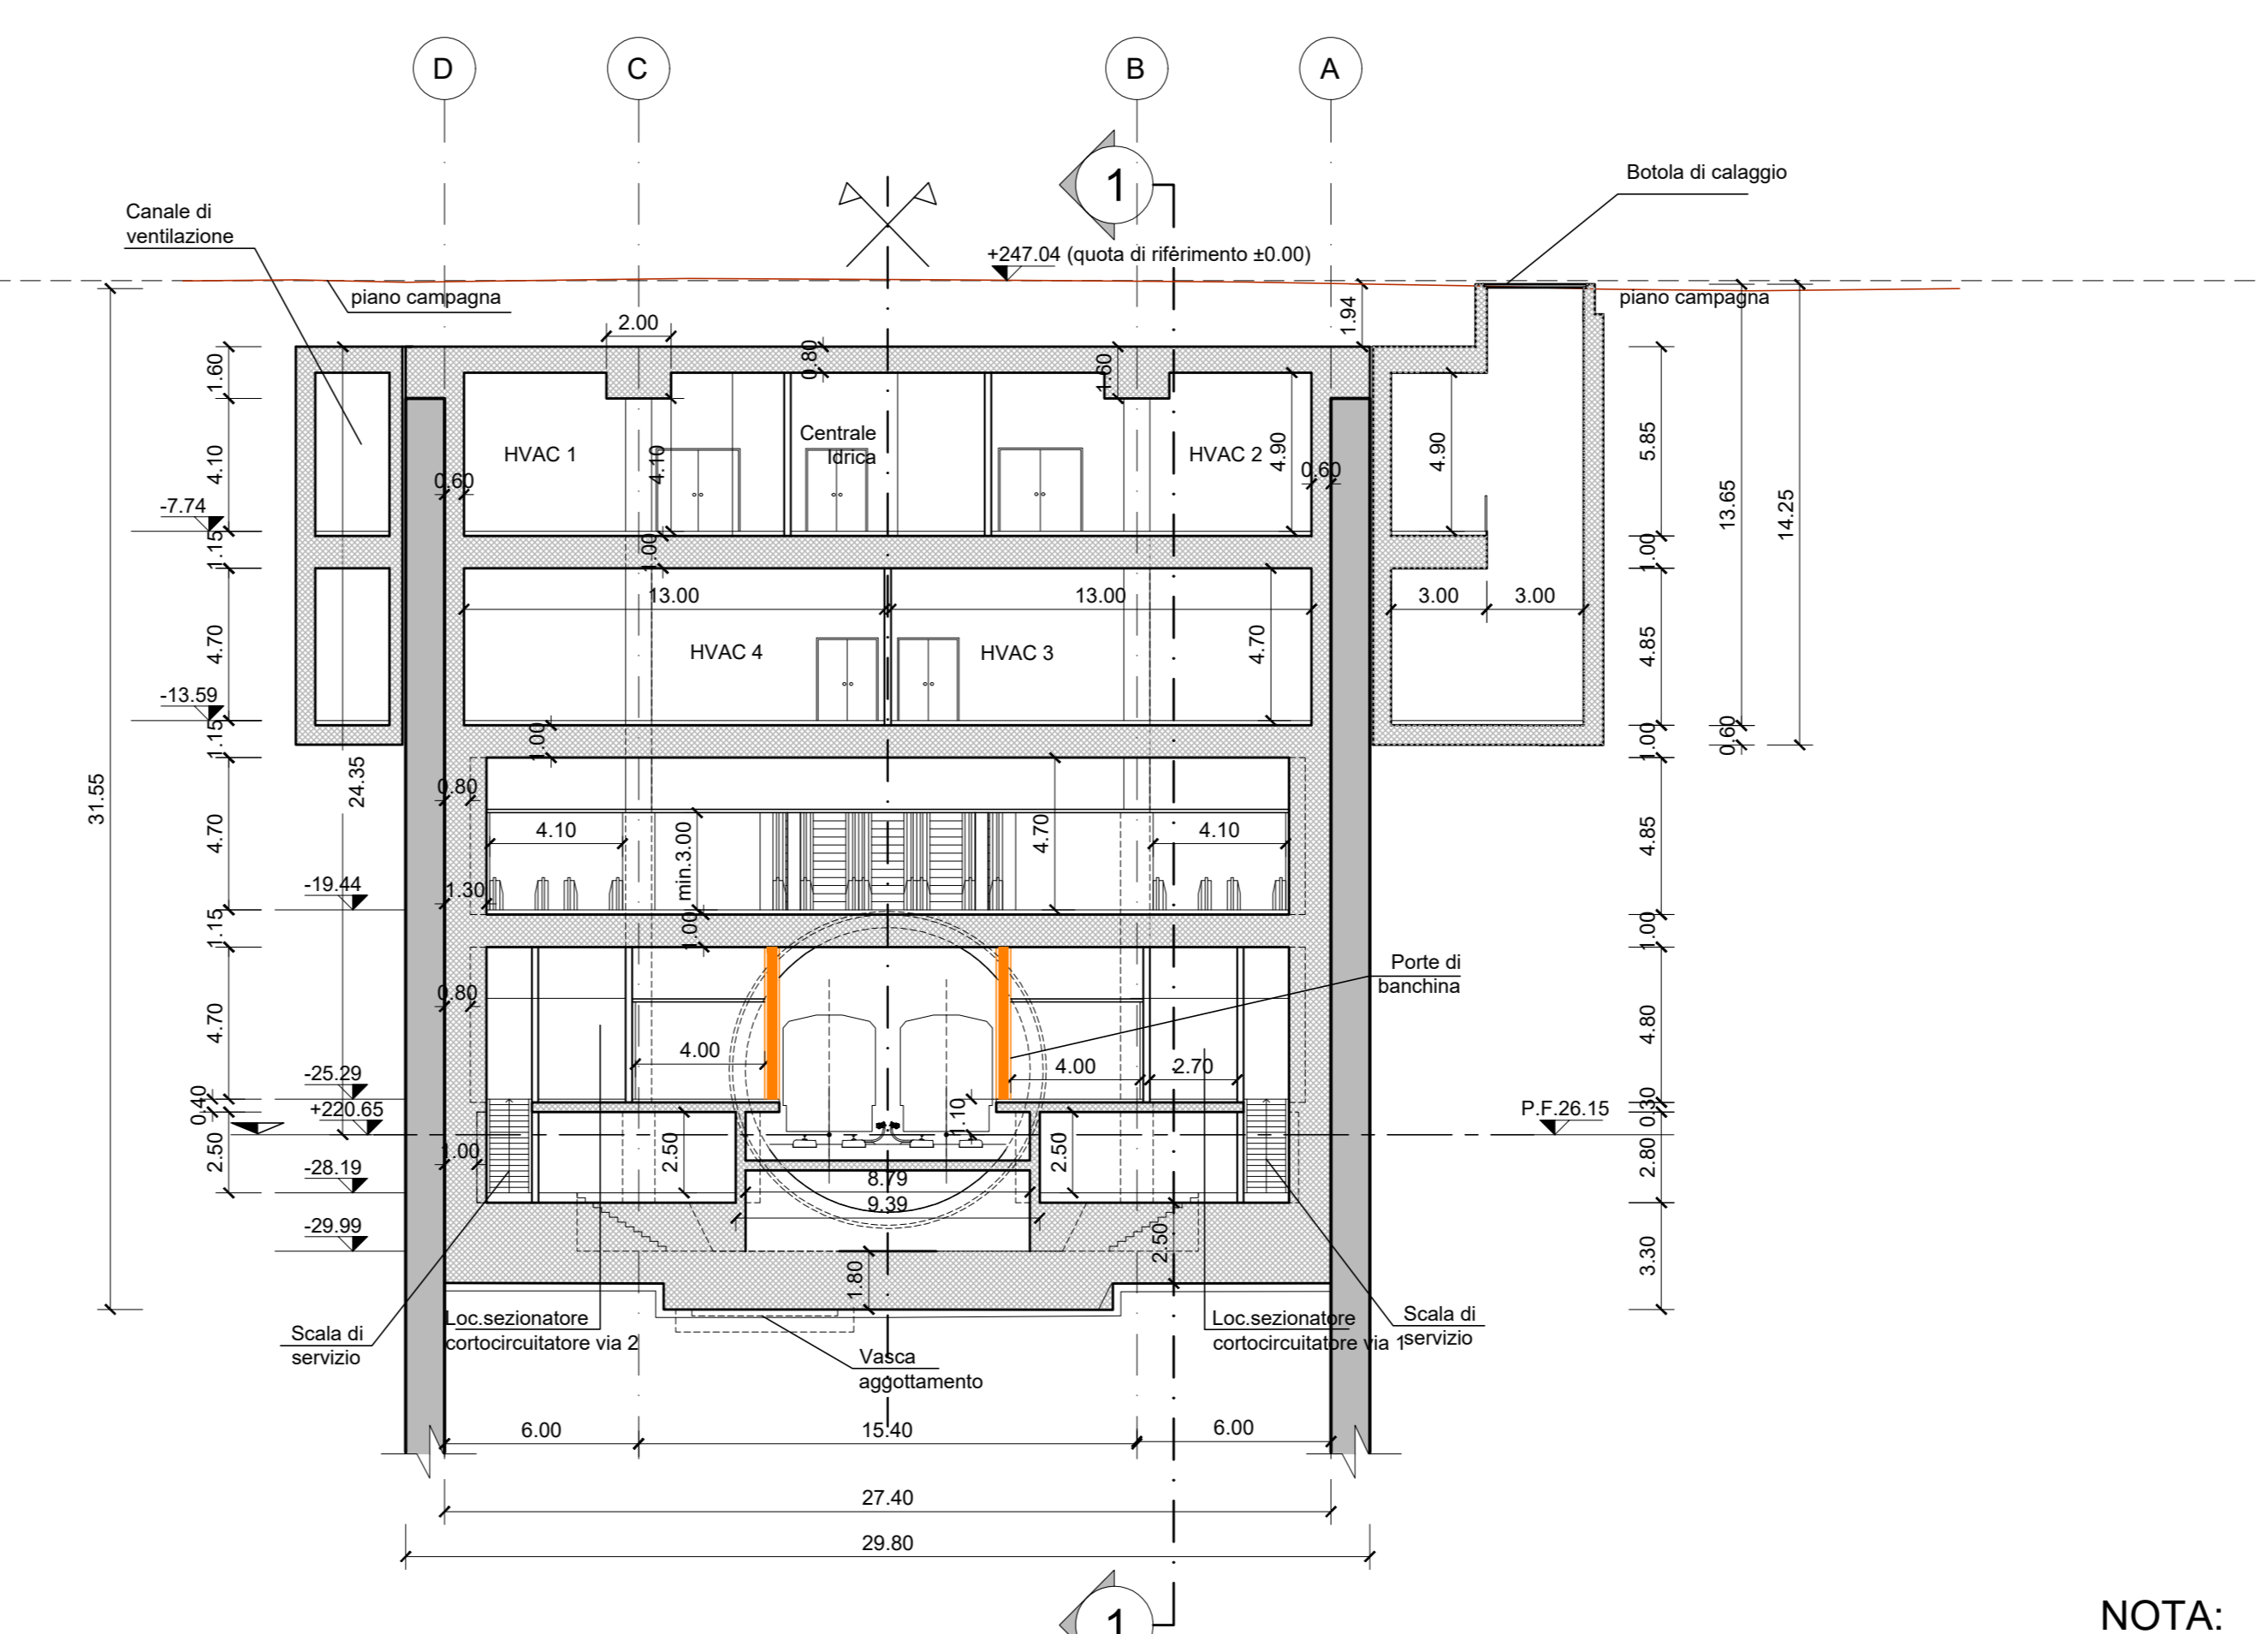 D
C
B
A
1
Botola di calaggio
Canale di
ventilazione
+247.04 (quota di riferimento ±0.00)
piano campagna
piano campagna
1.94
2.00
0.80
1.60
1.60
4.10
HVAC 1
Centrale
Idrica
HVAC 2
4.10
4.90
4.90
5.85
0.60
0.60
13.65
14.25
-7.74
1.15
1.00
1.00
13.00
13.00
3.00
3.00
4.70
HVAC 4
HVAC 3
4.70
4.85
-13.59
1.15
1.00
1.00
0.60
31.55
24.35
0.80
4.70
4.10
min.3.00
4.70
4.10
4.85
-19.44
1.30
1.15
1.00
1.00
Porte di
banchina
0.80
4.70
4.00
4.00
2.70
4.80
-25.29
0.40
+220.65
1.10
P.F.26.15
0.30
2.50
1.00
2.50
2.50
2.80
-28.19
8.79
9.39
-29.99
2.50
1.80
3.30
Scala di
servizio
Loc.sezionatore
cortocircuitatore via 2
Vasca
aggottamento
Loc.sezionatore
cortocircuitatore via 1
Scala di
servizio
6.00
15.40
6.00
27.40
29.80
1
NOTA: